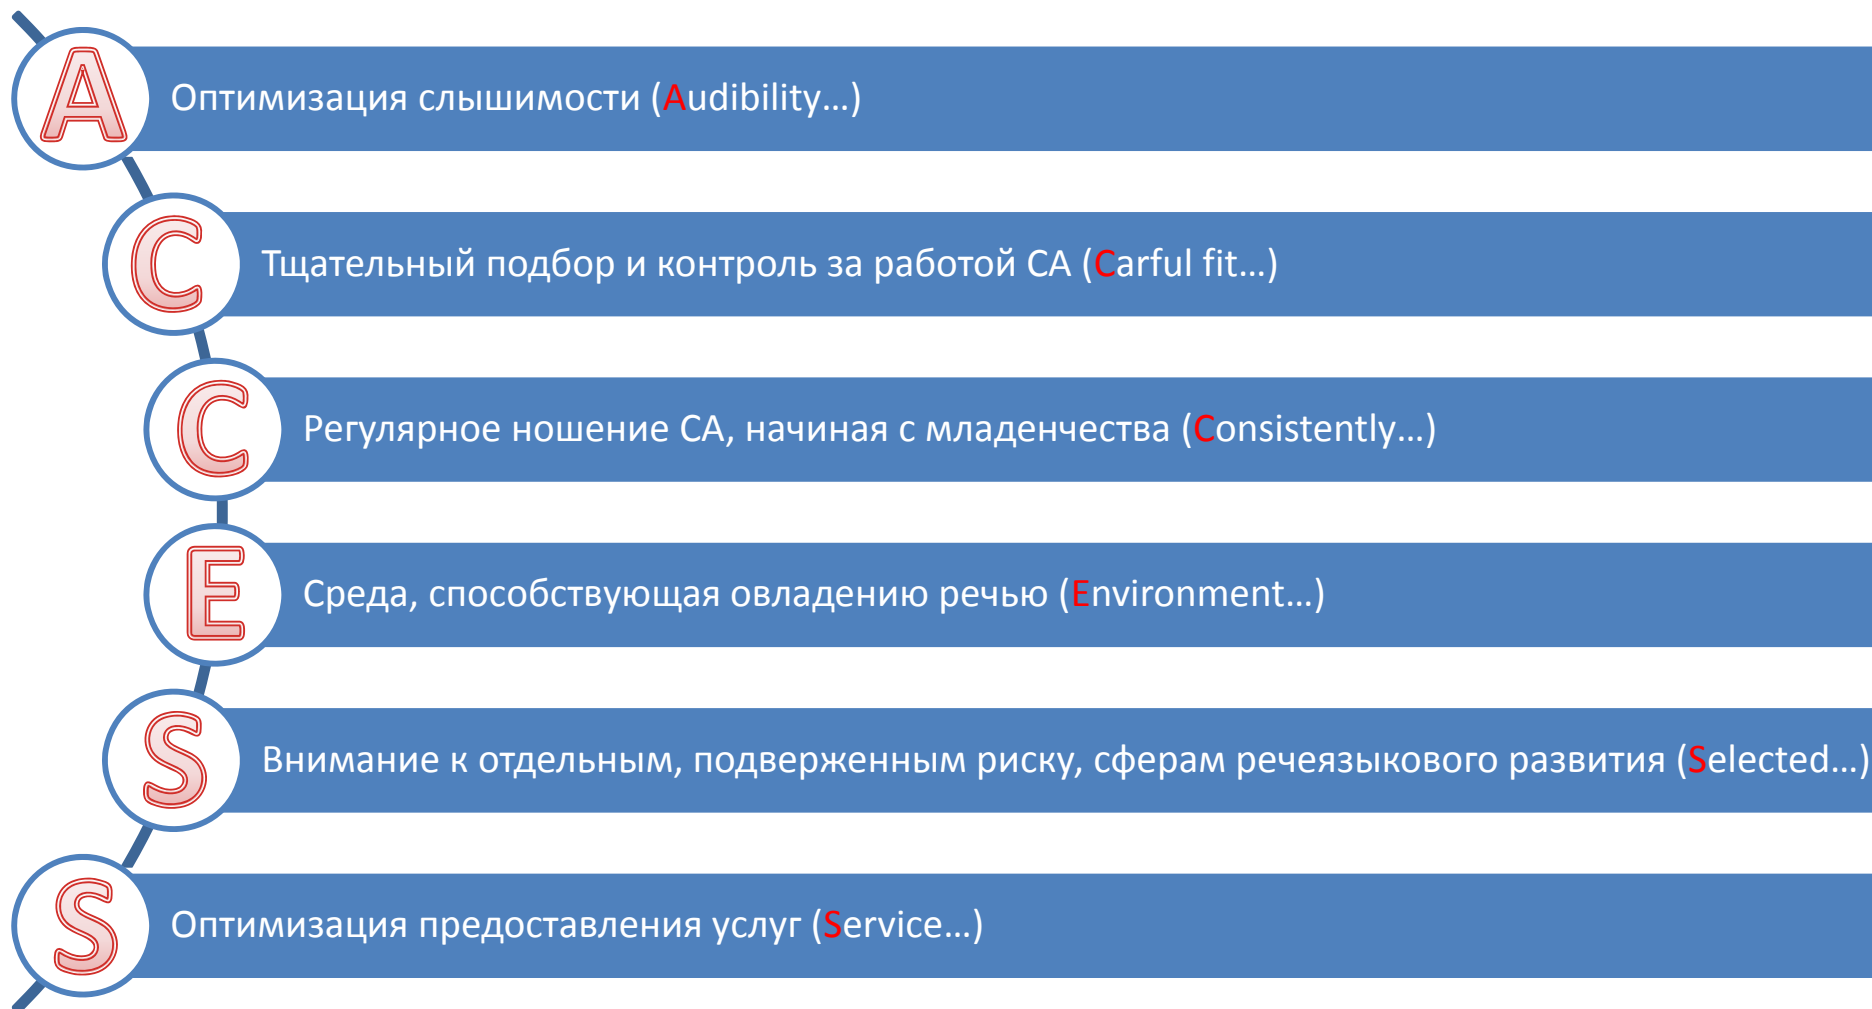 A
Оптимизация слышимости (Audibility…)
C
Тщательный подбор и контроль за работой СА (Carful fit…)
C
Регулярное ношение СА, начиная с младенчества (Consistently…)
E
Среда, способствующая овладению речью (Environment…)
S
Внимание к отдельным, подверженным риску, сферам речеязыкового развития (Selected…)
S
Оптимизация предоставления услуг (Service…)